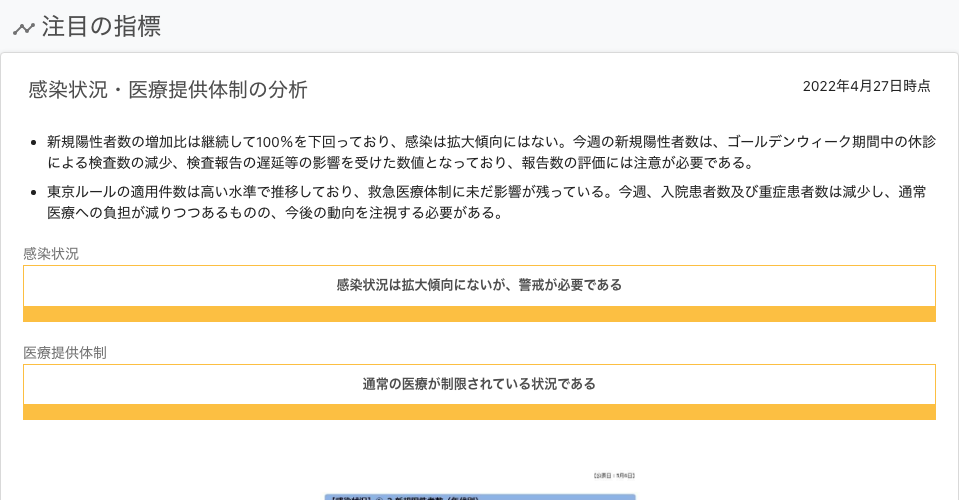 注目の指標
感染状況・医療提供体制の分析
2022年4月27日時点
新規陽性者数の増加比は継続して100%を下回っており、感染は拡大傾向にはない。今週の新規陽性者数は、ゴールデンウィーク期間中の休診
による検査数の減少、検査報告の遅延等の影響を受けた数値となっており、報告数の評価には注意が必要である。
東京ルールの適用件数は高い水準で推移しており、救急医療体制に未だ影響が残っている。今週、入院患者数及び重症患者数は減少し、通常
医療への負担が減りつつあるものの、今後の動向を注視する必要がある。
感染状況
感染状況は拡大傾向にないが、警戒が必要である
医療提供体制
通常の医療が制限されている状況である